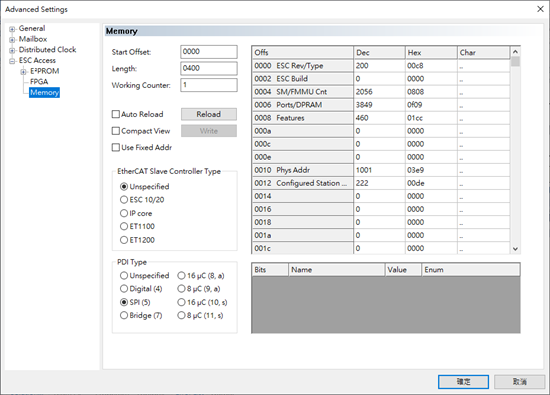 Advanced Settings
General
Mailbox
Distributed Clock
ESC Access
E²PROM
FPGA
Memory
Memory
Start Offset: 0000
Length: 0400
Working Counter: 1
Auto Reload Reload
Compact View Write
Use Fixed Addr
EtherCAT Slave Controller Type
Unspecified
ESC 10/20
IP core
ET1100
ET1200
PDI Type
Unspecified 16 µC (8, a)
Digital (4) 8 µC (9, a)
SPI (5) 16 µC (10, s)
Bridge (7) 8 µC (11, s)
Offs Dec Hex Char
0000 ESC Rev/Type 200 00c8 ..
0002 ESC Build 0 0000 ..
0004 SM/FMMU Cnt 2056 0808 ..
0006 Ports/DPRAM 3849 0f09 ..
0008 Features 460 01cc ..
000a 0 0000 ..
000c 0 0000 ..
000e 0 0000 ..
0010 Phys Addr 1001 03e9 ..
0012 Configured Station ... 222 00de ..
0014 0 0000 ..
0016 0 0000 ..
0018 0 0000 ..
001a 0 0000 ..
001c 0 0000 ..
Bits Name Value Enum
確定 取消